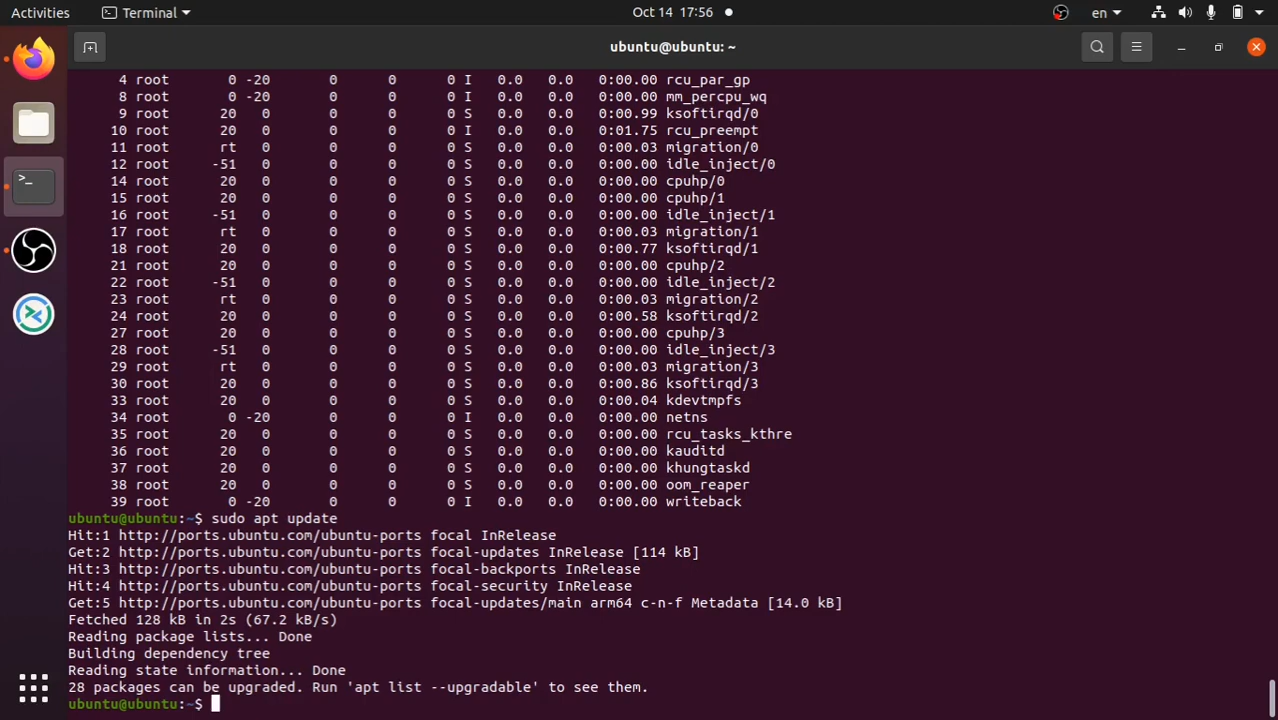 Activities Terminal Oct 14 17:56 en
ubuntu@ubuntu: ~
4 root 0 -20 0 0 0 I 0.0 0.0 0:00.00 rcu_par_gp
8 root 0 -20 0 0 0 I 0.0 0.0 0:00.00 mm_percpu_wq
9 root 20 0 0 0 0 S 0.0 0.0 0:00.99 ksoftirqd/0
10 root 20 0 0 0 0 I 0.0 0.0 0:01.75 rcu_preempt
11 root rt 0 0 0 0 S 0.0 0.0 0:00.03 migration/0
12 root -51 0 0 0 0 S 0.0 0.0 0:00.00 idle_inject/0
14 root 20 0 0 0 0 S 0.0 0.0 0:00.00 cpuhp/0
15 root 20 0 0 0 0 S 0.0 0.0 0:00.00 cpuhp/1
16 root -51 0 0 0 0 S 0.0 0.0 0:00.00 idle_inject/1
17 root rt 0 0 0 0 S 0.0 0.0 0:00.03 migration/1
18 root 20 0 0 0 0 S 0.0 0.0 0:00.77 ksoftirqd/1
21 root 20 0 0 0 0 S 0.0 0.0 0:00.00 cpuhp/2
22 root -51 0 0 0 0 S 0.0 0.0 0:00.00 idle_inject/2
23 root rt 0 0 0 0 S 0.0 0.0 0:00.03 migration/2
24 root 20 0 0 0 0 S 0.0 0.0 0:00.58 ksoftirqd/2
27 root 20 0 0 0 0 S 0.0 0.0 0:00.00 cpuhp/3
28 root -51 0 0 0 0 S 0.0 0.0 0:00.00 idle_inject/3
29 root rt 0 0 0 0 S 0.0 0.0 0:00.03 migration/3
30 root 20 0 0 0 0 S 0.0 0.0 0:00.86 ksoftirqd/3
33 root 20 0 0 0 0 S 0.0 0.0 0:00.04 kdevtmpfs
34 root 0 -20 0 0 0 I 0.0 0.0 0:00.00 netns
35 root 20 0 0 0 0 S 0.0 0.0 0:00.00 rcu_tasks_kthre
36 root 20 0 0 0 0 S 0.0 0.0 0:00.00 kauditd
37 root 20 0 0 0 0 S 0.0 0.0 0:00.00 khungtaskd
38 root 20 0 0 0 0 S 0.0 0.0 0:00.00 oom_reaper
39 root 0 -20 0 0 0 I 0.0 0.0 0:00.00 writeback
ubuntu@ubuntu:~$ sudo apt update
Hit:1 http://ports.ubuntu.com/ubuntu-ports focal InRelease
Get:2 http://ports.ubuntu.com/ubuntu-ports focal-updates InRelease [114 kB]
Hit:3 http://ports.ubuntu.com/ubuntu-ports focal-backports InRelease
Hit:4 http://ports.ubuntu.com/ubuntu-ports focal-security InRelease
Get:5 http://ports.ubuntu.com/ubuntu-ports focal-updates/main arm64 c-n-f Metadata [14.0 kB]
Fetched 128 kB in 2s (67.2 kB/s)
Reading package lists... Done
Building dependency tree
Reading state information... Done
28 packages can be upgraded. Run 'apt list --upgradable' to see them.
ubuntu@ubuntu:~$